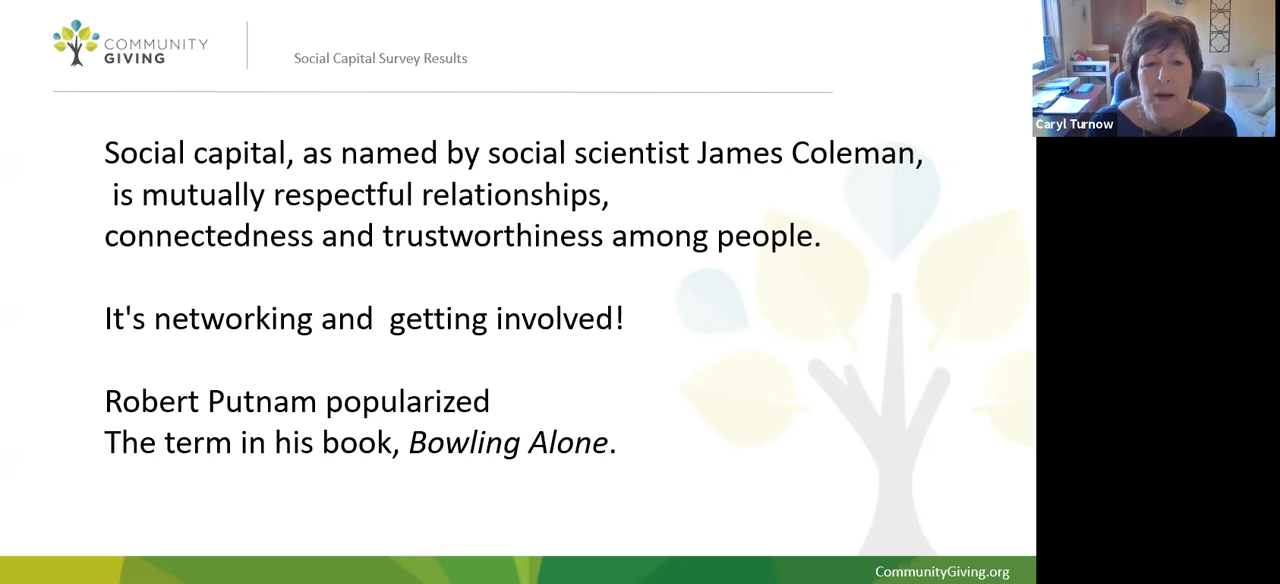 COMMUNITY
GIVING
Social Capital Survey Results
Caryl Turnow
Social capital, as named by social scientist James Coleman,
is mutually respectful relationships,
connectedness and trustworthiness among people.
It's networking and  getting involved!
Robert Putnam popularized
The term in his book, Bowling Alone.
CommunityGiving.org